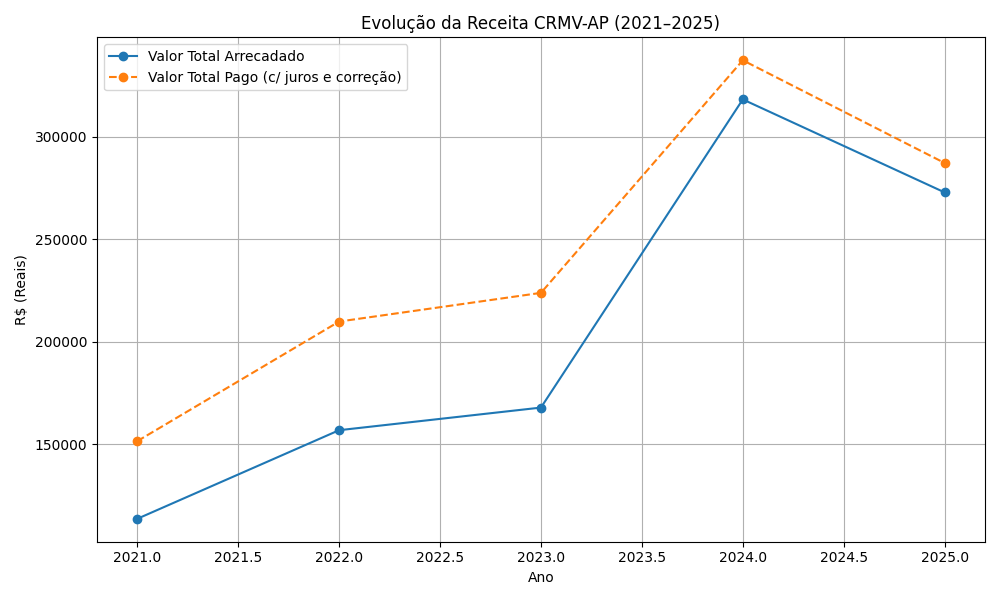 Evolução da Receita CRMV-AP (2021–2025)
Valor Total Arrecadado
Valor Total Pago (c/ juros e correção)
R$ (Reais)
300000
250000
200000
150000
2021.0 2021.5 2022.0 2022.5 2023.0 2023.5 2024.0 2024.5 2025.0
Ano